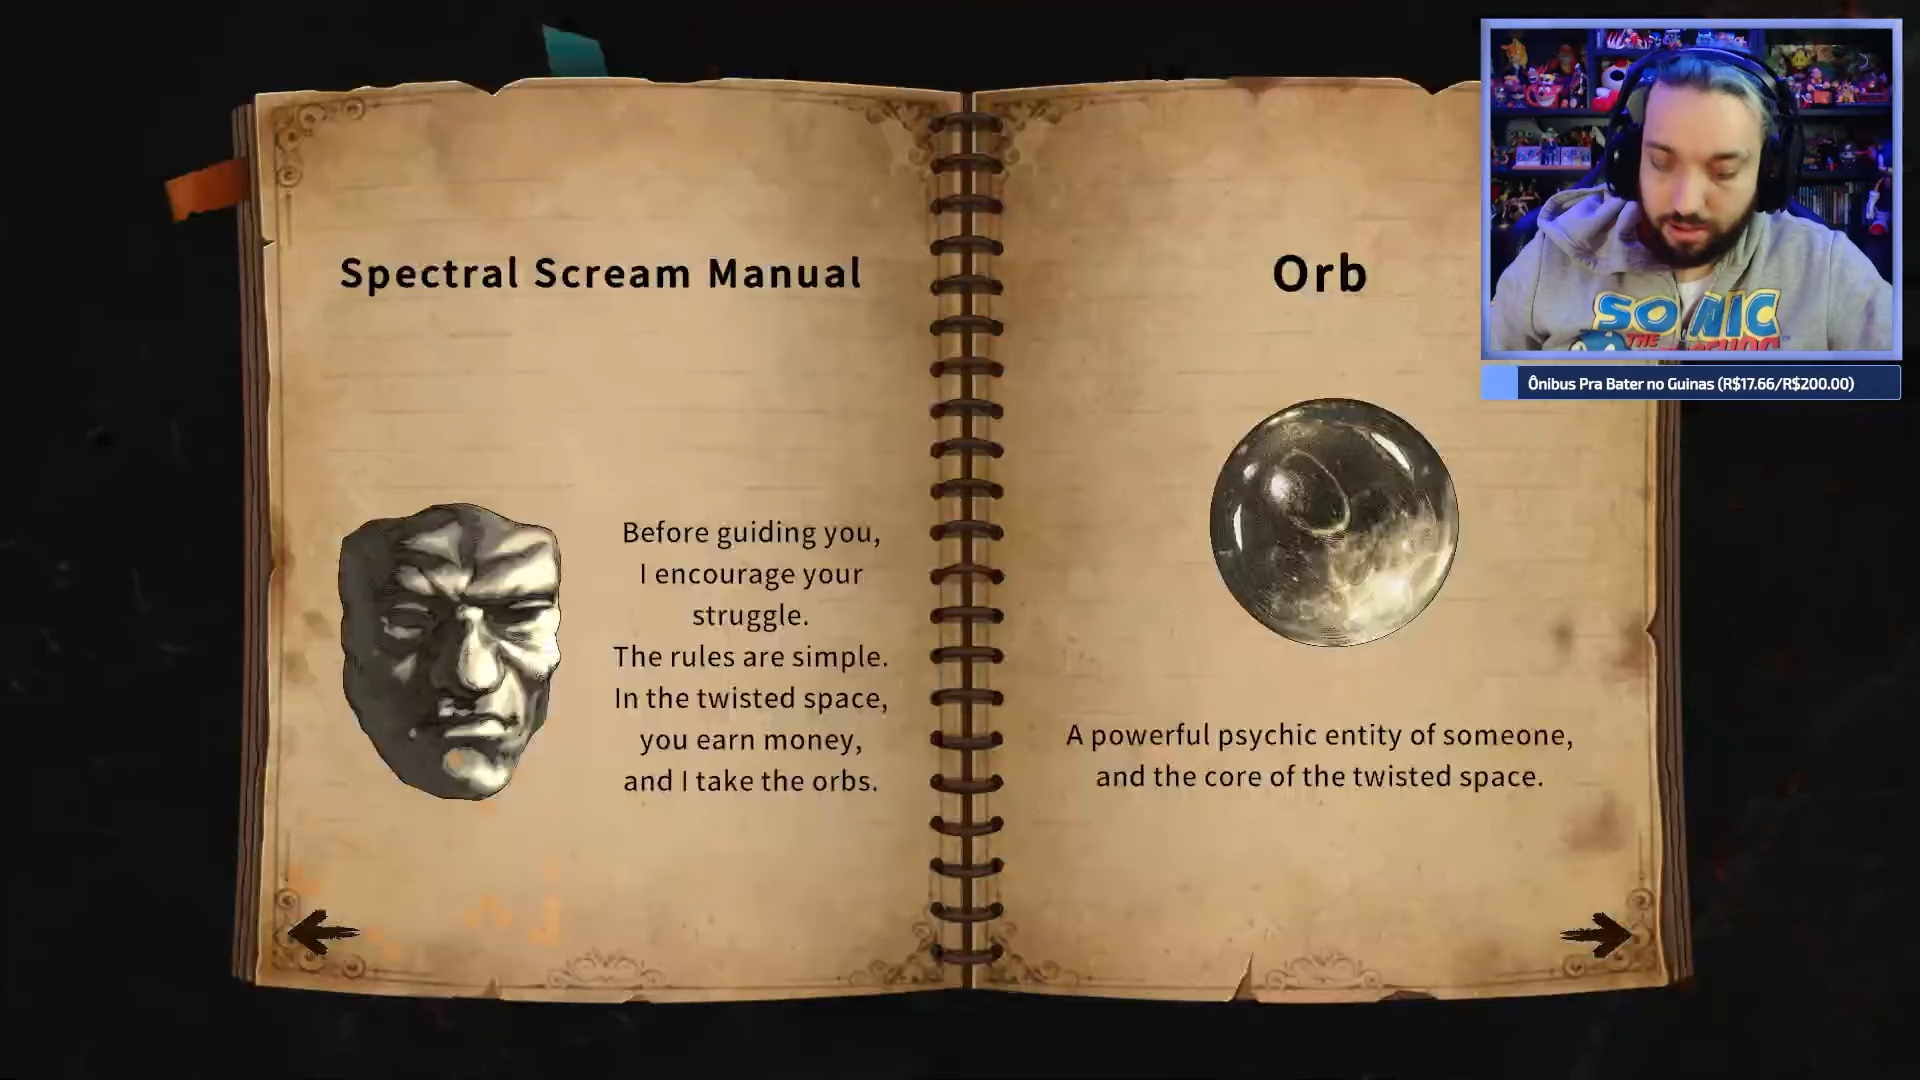 Spectral Scream Manual
Before guiding you,
I encourage your
struggle.
The rules are simple.
In the twisted space,
you earn money,
and I take the orbs.
Orb
A powerful psychic entity of someone,
and the core of the twisted space.
SONIC
THE
Ônibus Pra Bater no Guinas (R$17.66/R$200.00)